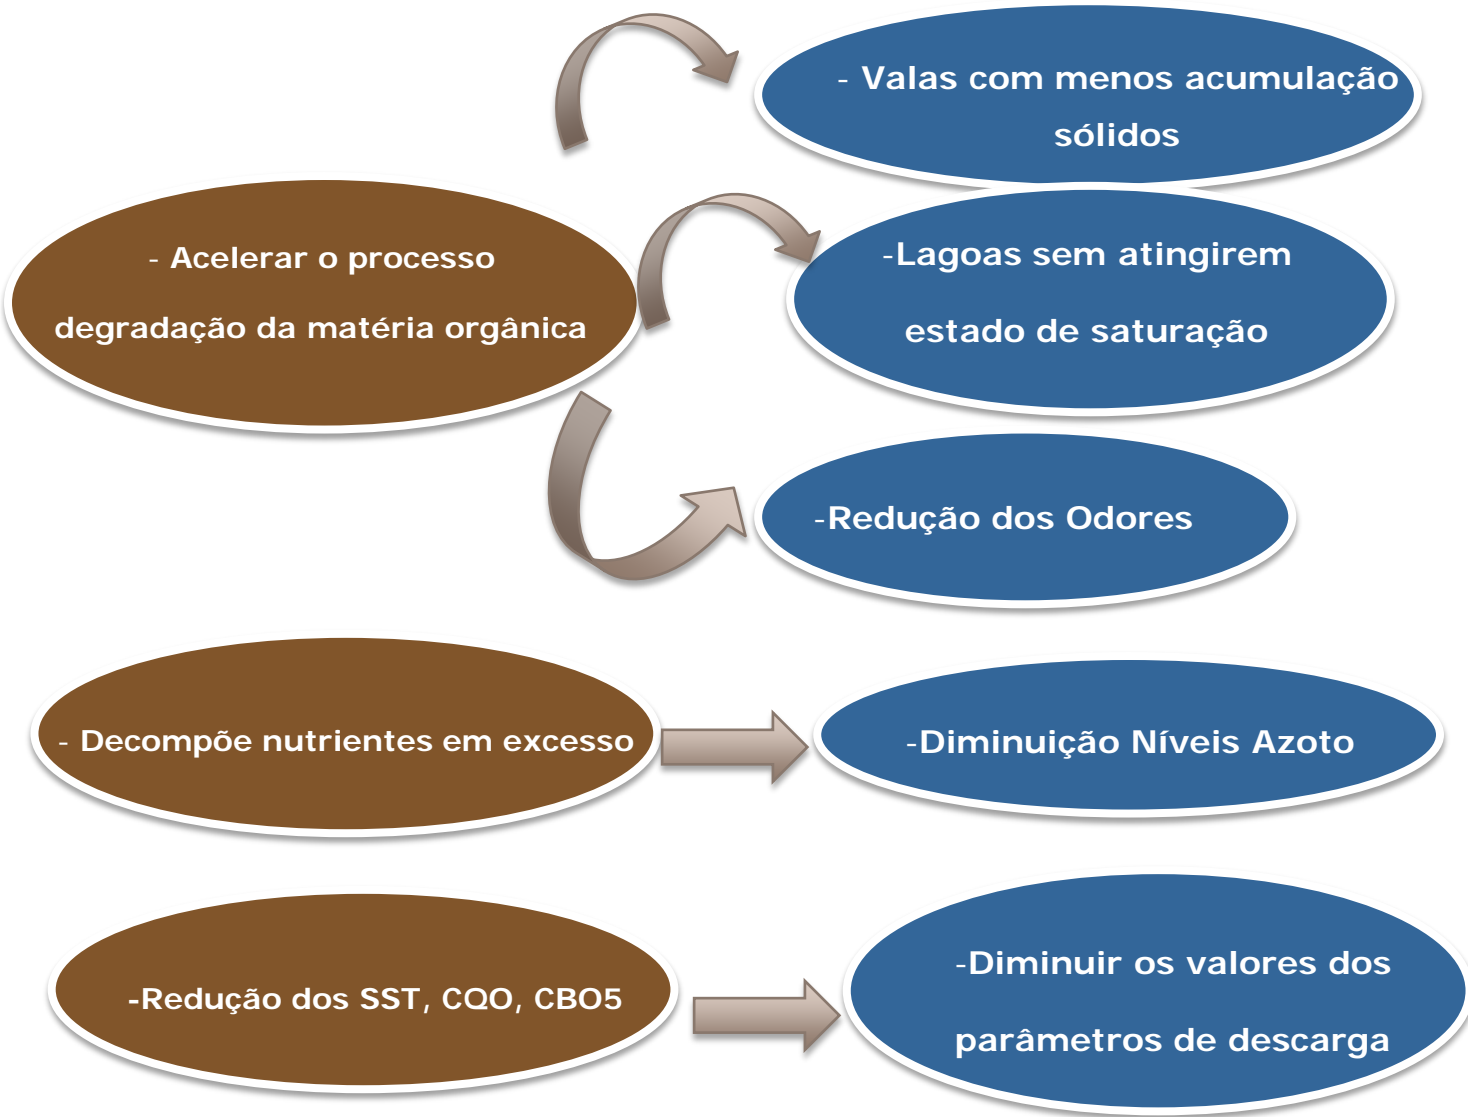 - Valas com menos acumulação
sólidos
- Acelerar o processo
degradação da matéria orgânica
-Lagoas sem atingirem
estado de saturação
-Redução dos Odores
- Decompõe nutrientes em excesso
-Diminuição Níveis Azoto
-Redução dos SST, CQO, CBO5
-Diminuir os valores dos
parâmetros de descarga